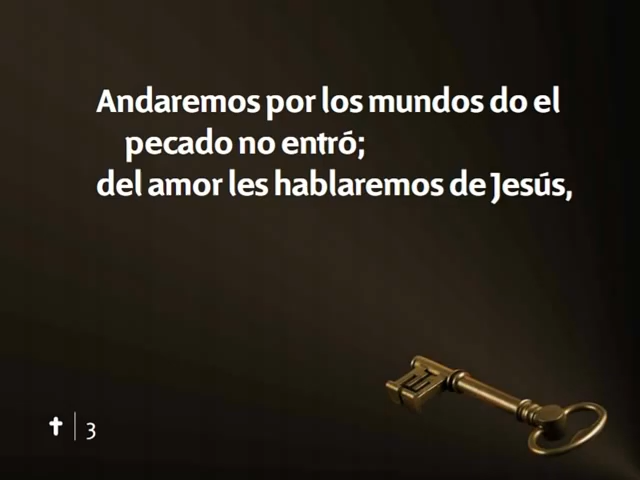 Andaremos por los mundos do el
pecado no entró;
del amor les hablaremos de Jesús,
3